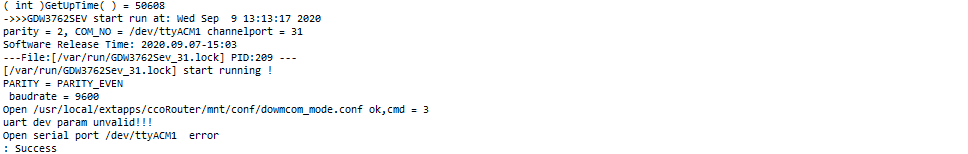 ( int )GetUpTime( ) = 50608
->>>GDW3762SEV start run at: Wed Sep  9 13:13:17 2020
parity = 2, COM_NO = /dev/ttyACM1 channelport = 31
Software Release Time: 2020.09.07-15:03
---File:[/var/run/GDW3762Sev_31.lock] PID:209 ---
[/var/run/GDW3762Sev_31.lock] start running !
PARITY = PARITY_EVEN
 baudrate = 9600
Open /usr/local/extapps/ccoRouter/mnt/conf/dowmcom_mode.conf ok,cmd = 3
uart dev param unvalid!!!
Open serial port /dev/ttyACM1  error
: Success